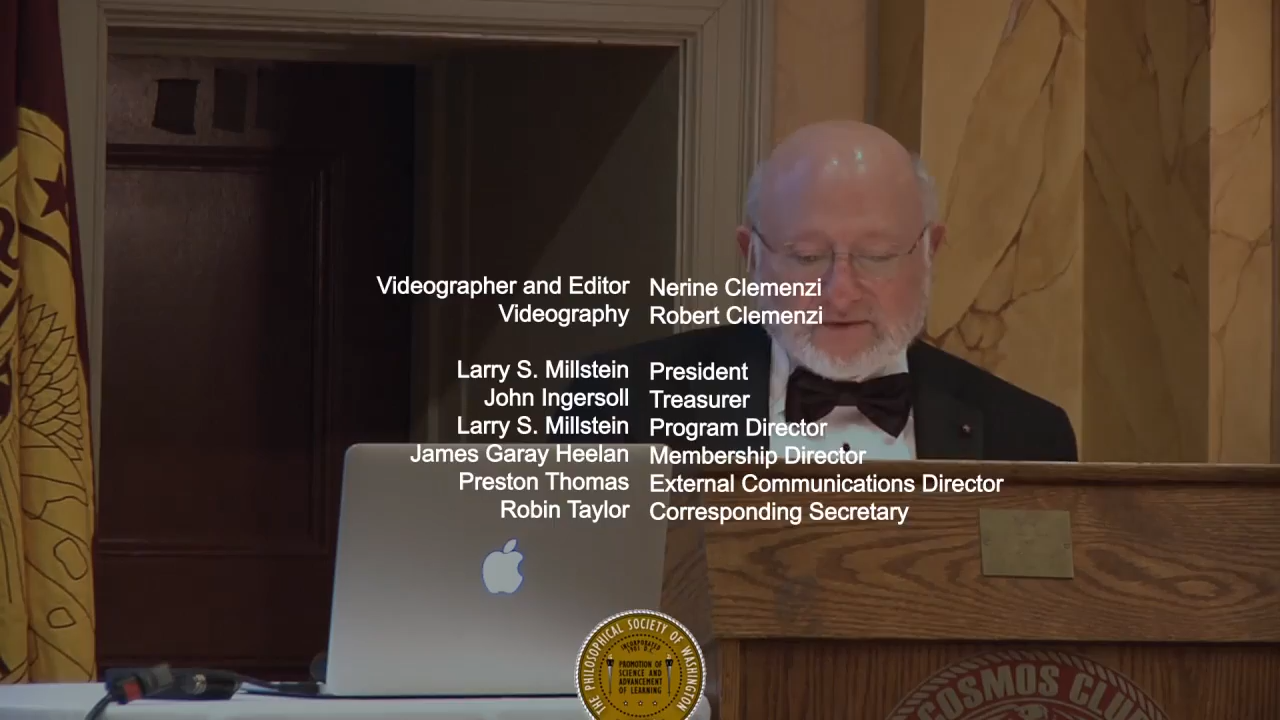 Videographer and Editor Nerine Clemenzi
Videography Robert Clemenzi
Larry S. Millstein President
John Ingersoll Treasurer
Larry S. Millstein Program Director
James Garay Heelan Membership Director
Preston Thomas External Communications Director
Robin Taylor Corresponding Secretary
THE PHILOSOPHICAL SOCIETY OF WASHINGTON
INCORPORATED
1901 D.C.
PROMOTION OF
SCIENCE AND
ADVANCEMENT
OF LEARNING
COSMOS CLUB